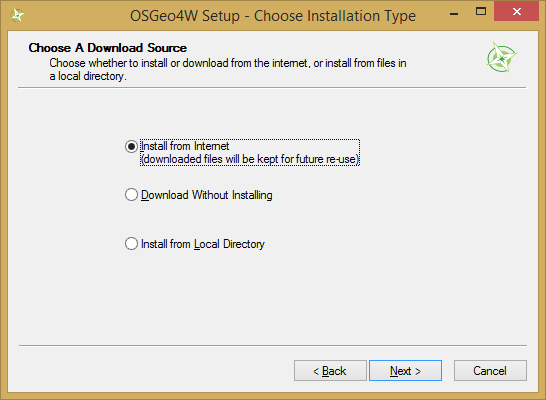 OSGeo4W Setup - Choose Installation Type
Choose A Download Source
Choose whether to install or download from the internet, or install from files in
a local directory.
Install from Internet
(downloaded files will be kept for future re-use)
Download Without Installing
Install from Local Directory
< Back
Next >
Cancel